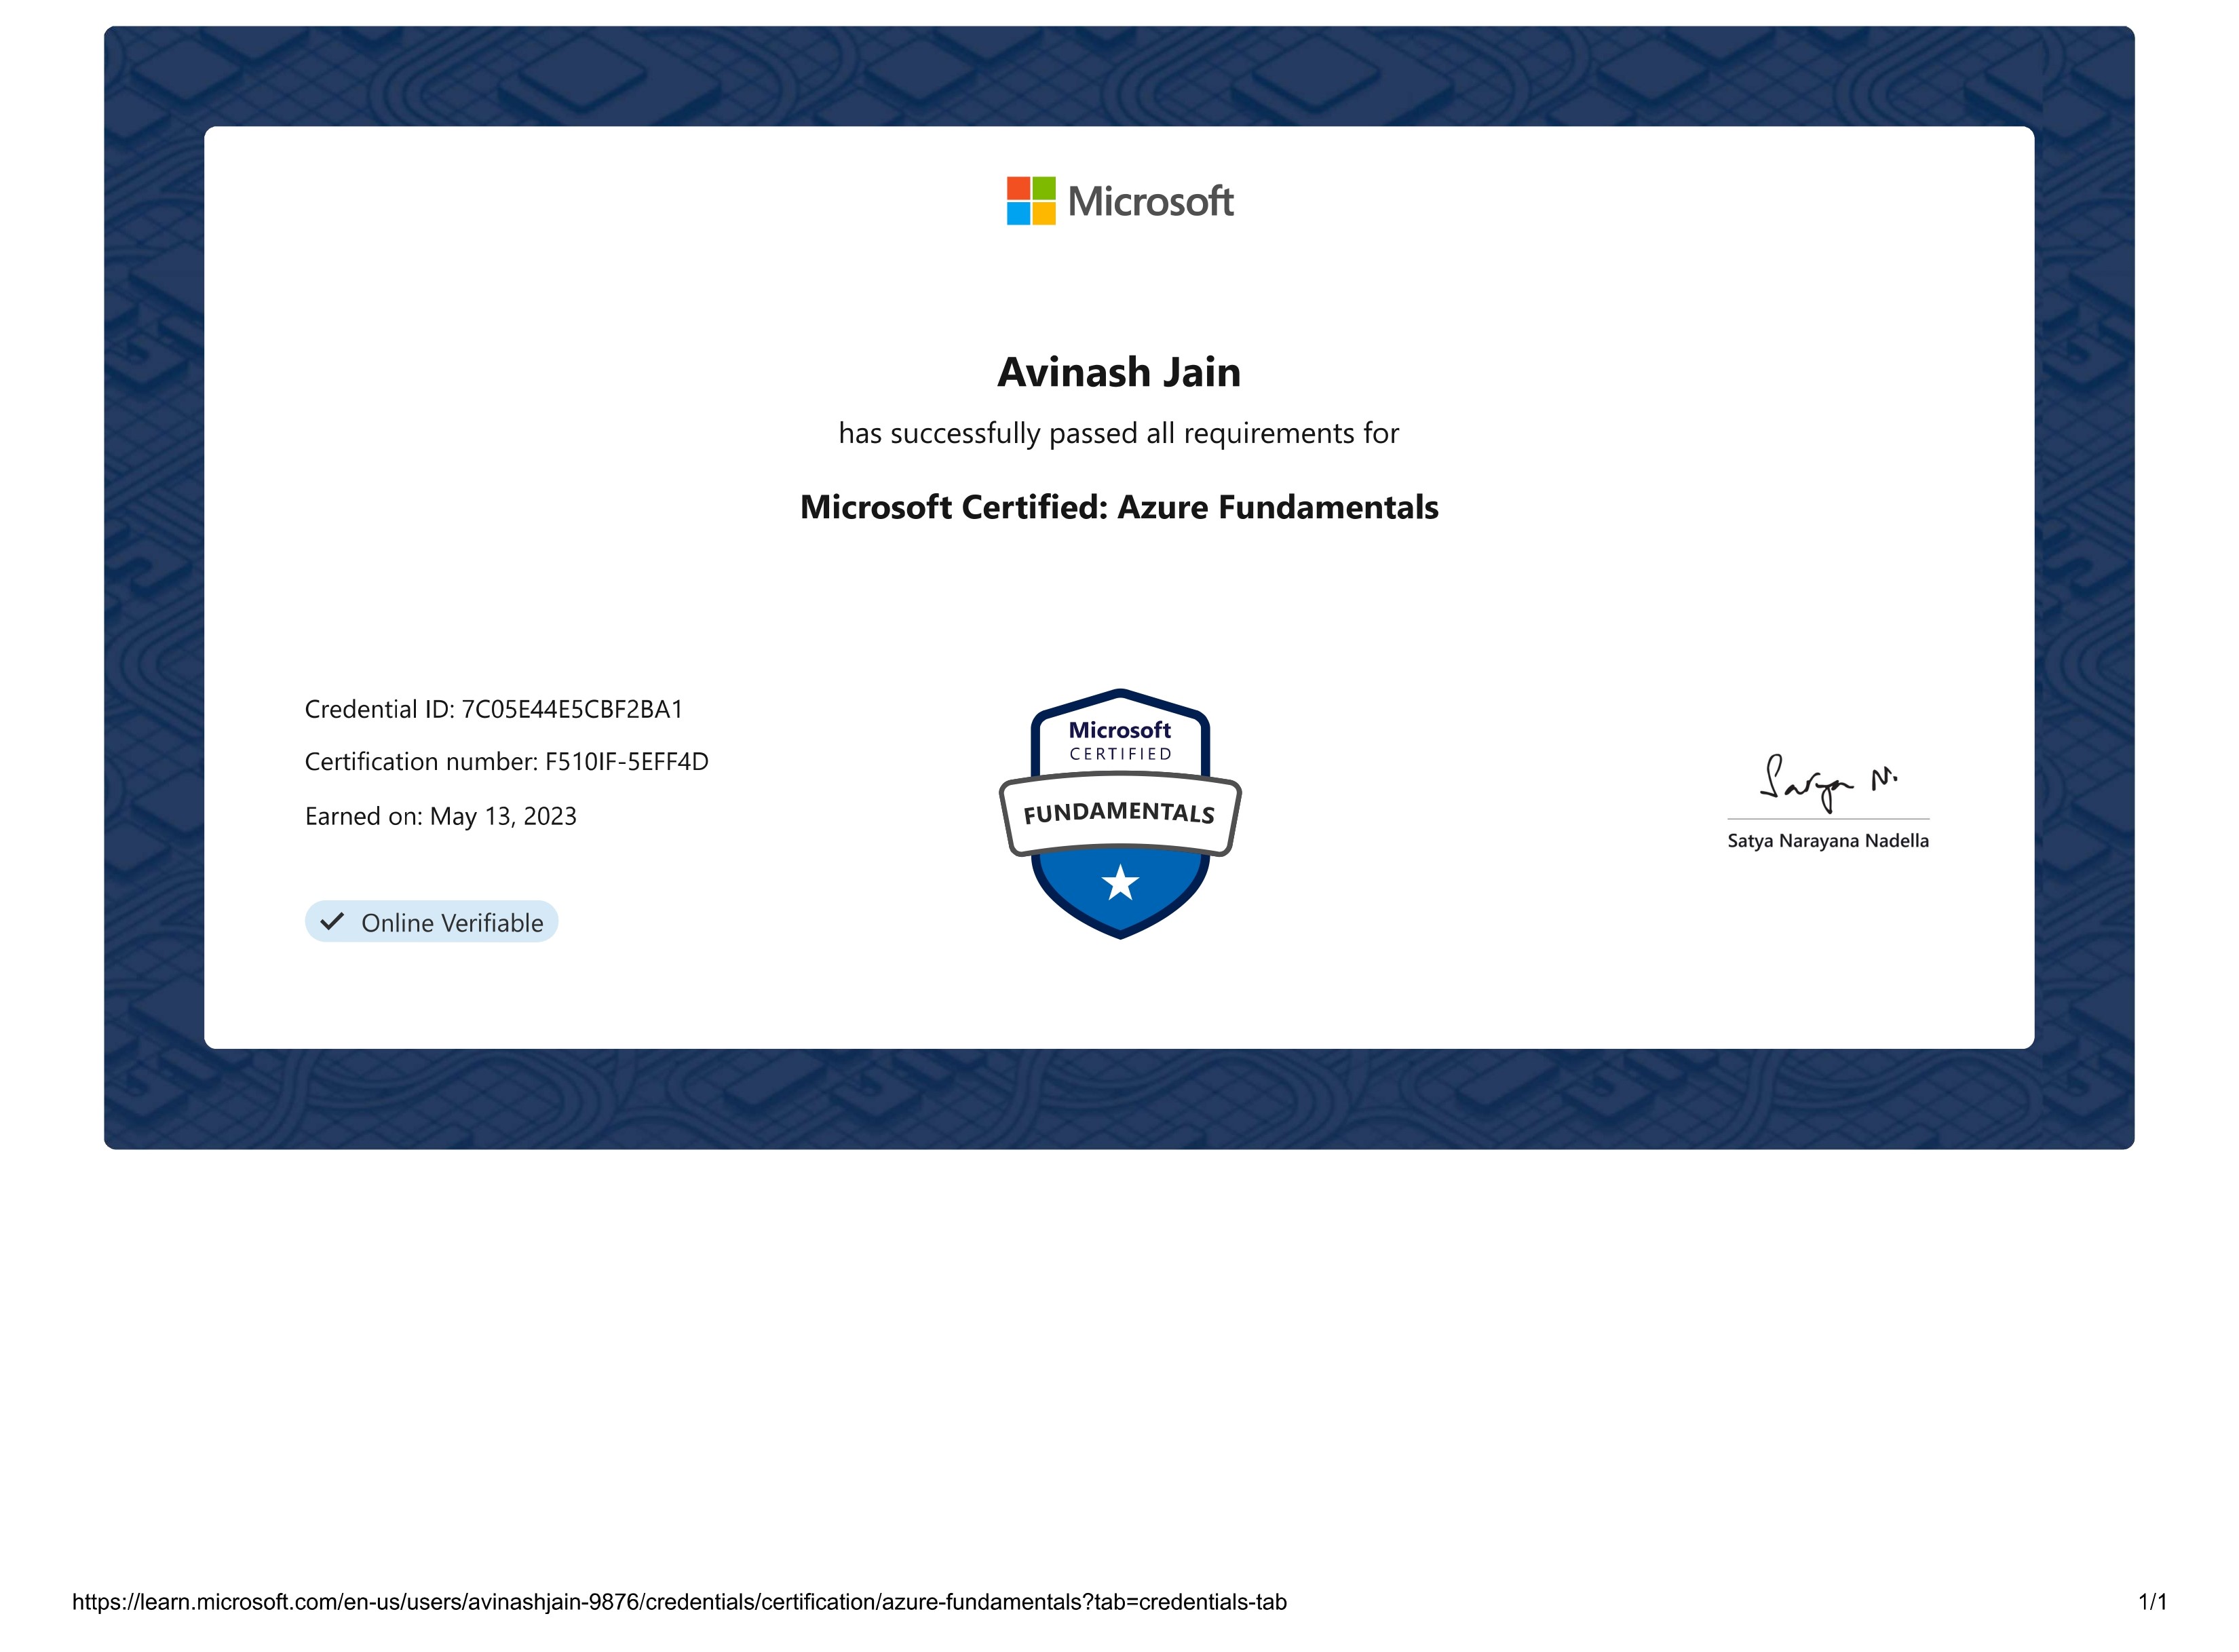 Microsoft
Avinash Jain
has successfully passed all requirements for
Microsoft Certified: Azure Fundamentals
Credential ID: 7C05E44E5CBF2BA1
Certification number: F510IF-5EFF4D
Earned on: May 13, 2023
Online Verifiable
Microsoft
CERTIFIED
FUNDAMENTALS
Satya N.
Satya Narayana Nadella
https://learn.microsoft.com/en-us/users/avinashjain-9876/credentials/certification/azure-fundamentals?tab=credentials-tab
1/1